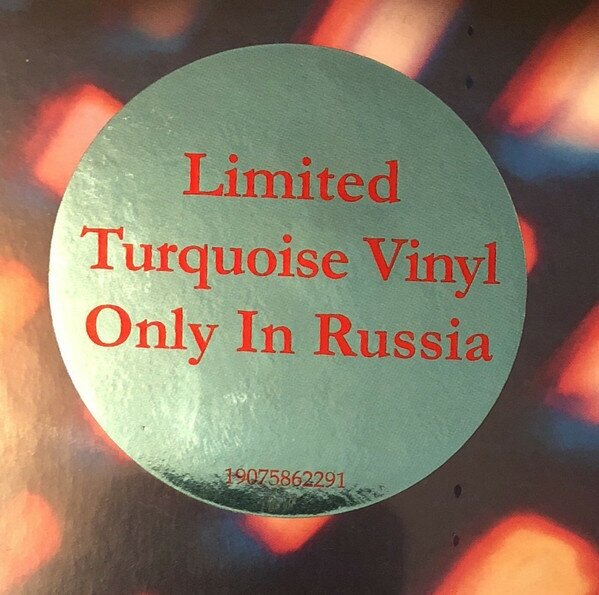 Limited
Turquoise Vinyl
Only In Russia
19075862291